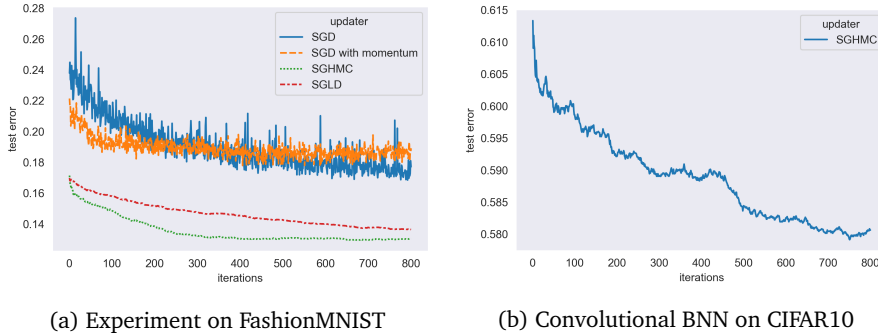 updater
SGD
SGD with momentum
SGHMC
SGLD
0.28
0.26
0.24
0.22
0.20
0.18
0.16
0.14
test error
0 100 200 300 400 500 600 700 800
iterations
(a) Experiment on FashionMNIST
updater
SGHMC
0.615
0.610
0.605
0.600
0.595
0.590
0.585
0.580
test error
0 100 200 300 400 500 600 700 800
iterations
(b) Convolutional BNN on CIFAR10